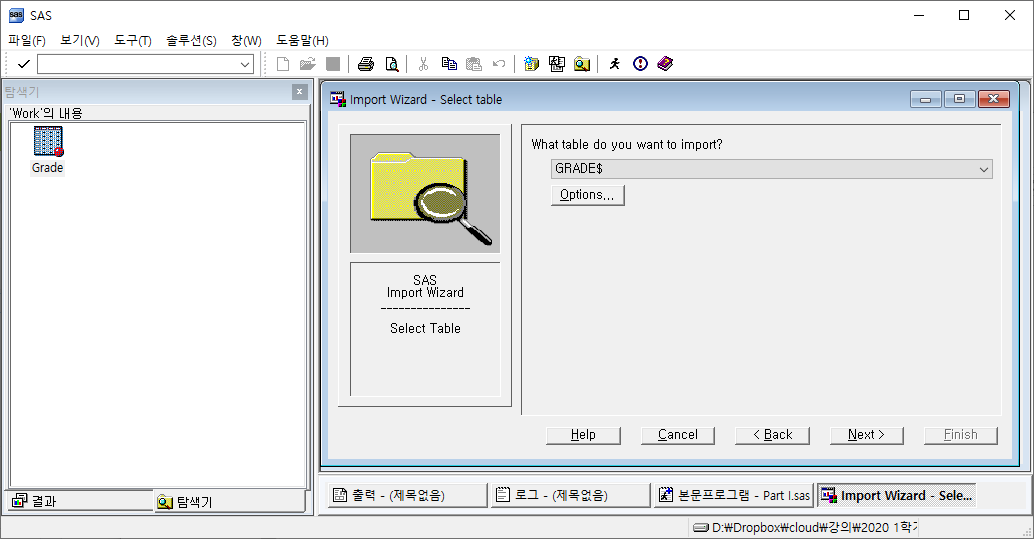 SAS
파일(F) 보기(V) 도구(T) 솔루션(S) 창(W) 도움말(H)
탐색기
'Work'의 내용
Grade
결과
탐색기
Import Wizard - Select table
SAS
Import Wizard
---------------
Select Table
What table do you want to import?
GRADE$
Options...
Help Cancel < Back Next > Finish
출력 - (제목없음) 로그 - (제목없음) 본문프로그램 - Part I.sas Import Wizard - Sele...
D:₩Dropbox₩cloud₩강의₩2020 1학기